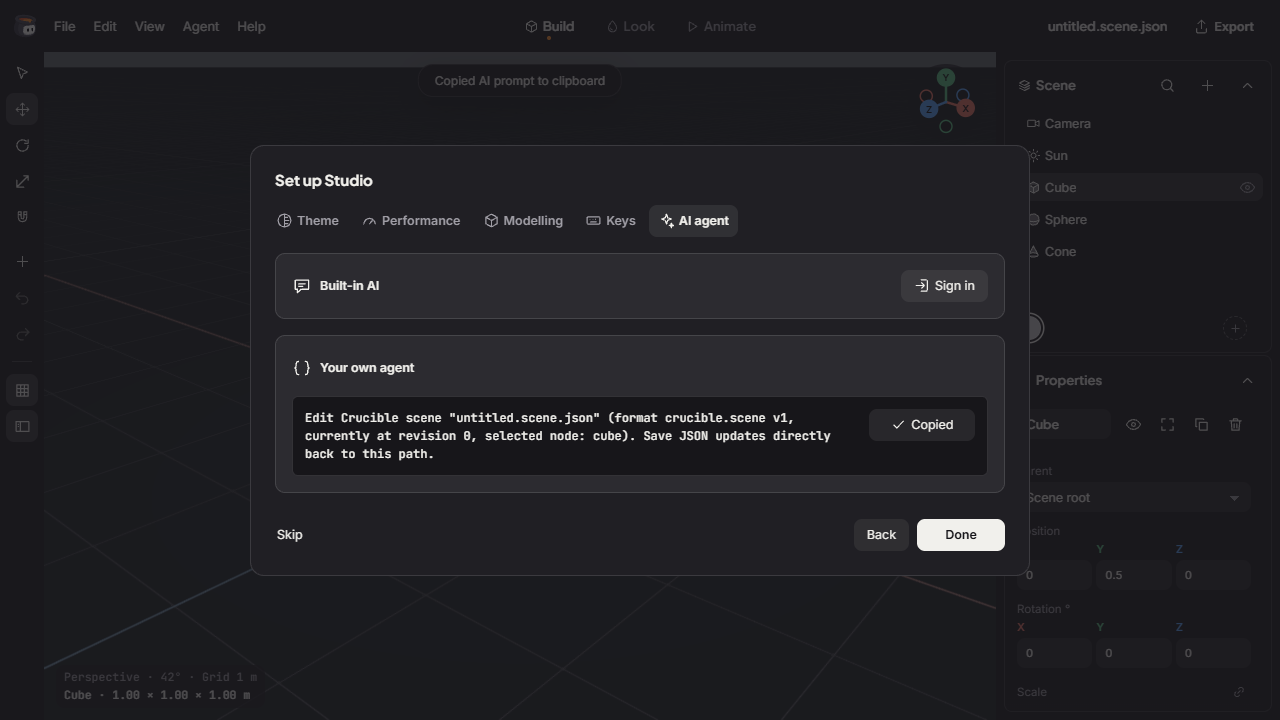 File Edit View Agent Help
Build Look Animate
untitled.scene.json Export
Copied AI prompt to clipboard
Y
Z X
Scene
Camera
Sun
Cube
Sphere
Cone
Set up Studio
Theme Performance Modelling Keys AI agent
Built-in AI Sign in
Your own agent
Edit Crucible scene "untitled.scene.json" (format crucible.scene v1,
currently at revision 0, selected node: cube). Save JSON updates directly
back to this path.
Copied
Skip Back Done
Properties
Cube
Scene root
Y Z
0 0.5 0
Rotation *
X Y Z
0 0 0
Scale
Perspective · 42° · Grid 1 m
Cube · 1.00 × 1.00 × 1.00 m